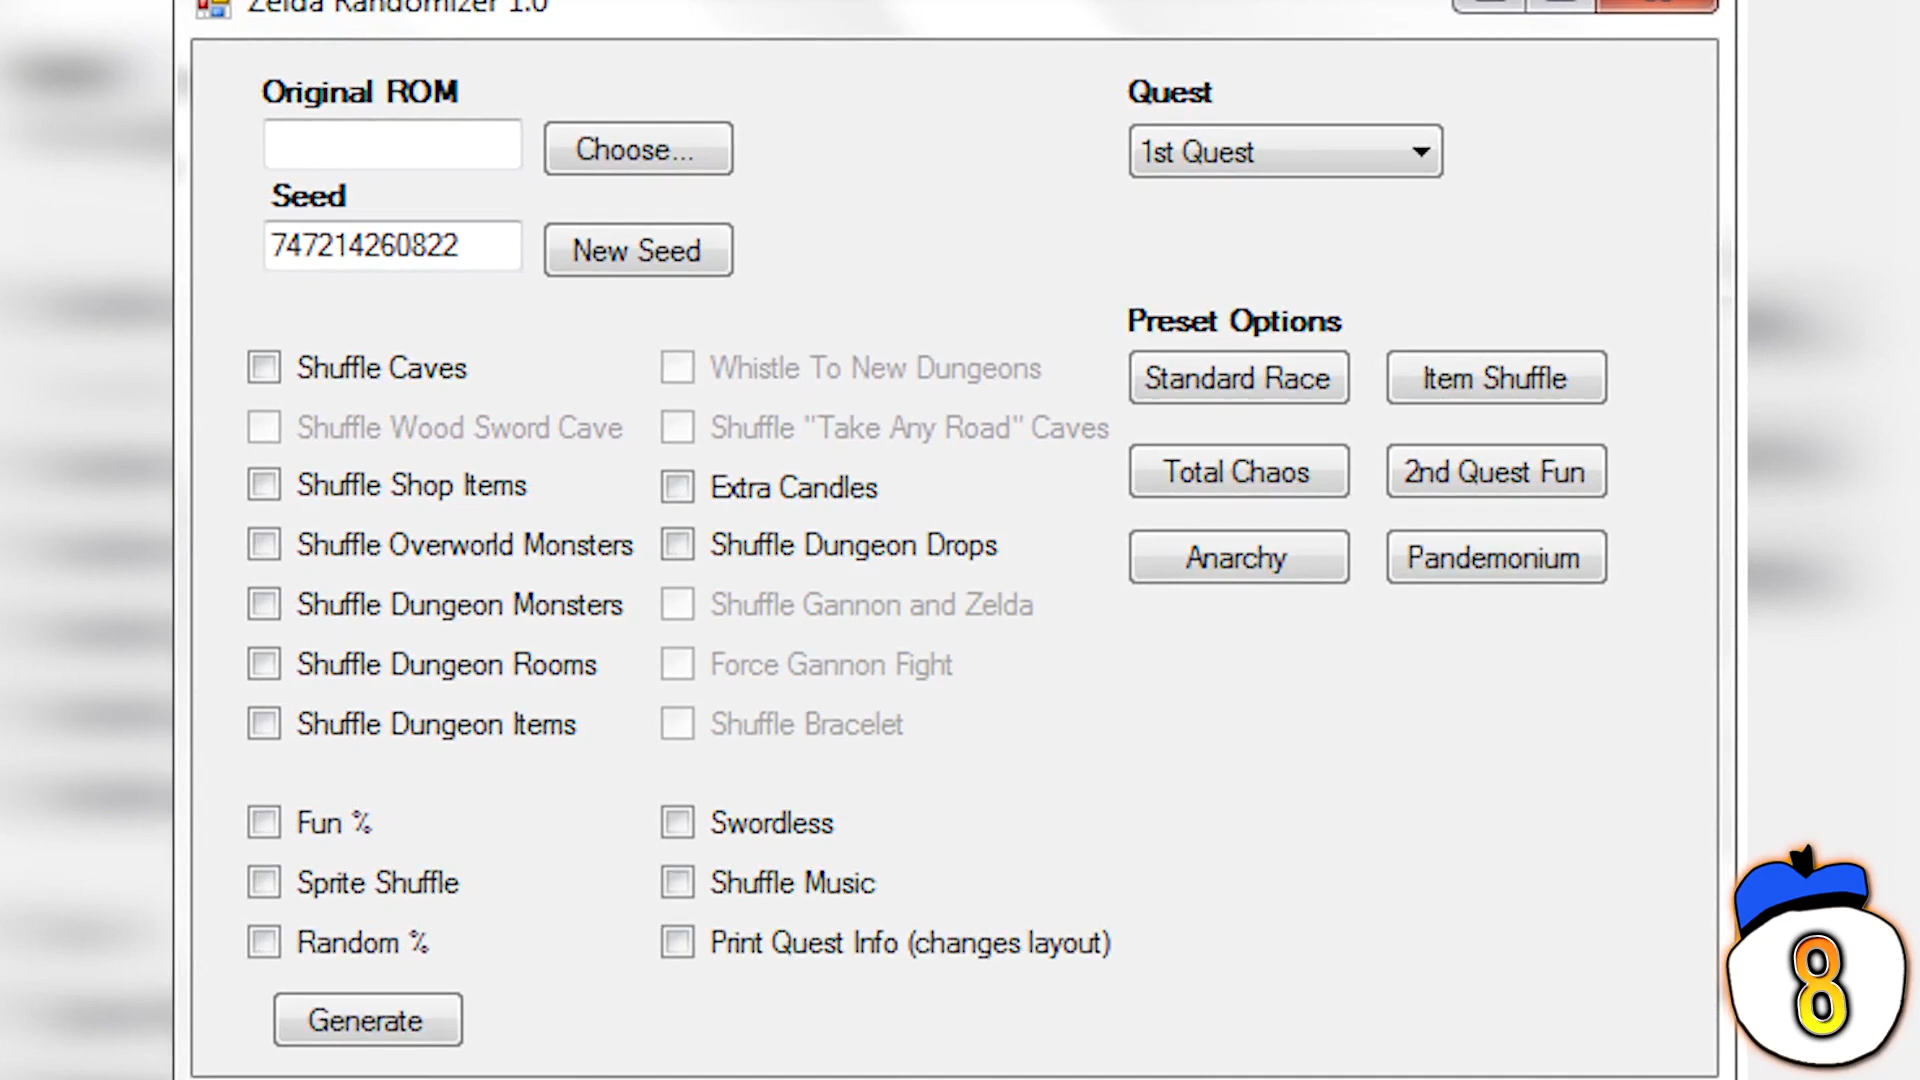 Zelda Randomizer 1.0
Original ROM
Choose...
Seed
747214260822
New Seed
Quest
1st Quest
Preset Options
Standard Race
Item Shuffle
Total Chaos
2nd Quest Fun
Anarchy
Pandemonium
Shuffle Caves
Whistle To New Dungeons
Shuffle Wood Sword Cave
Shuffle "Take Any Road" Caves
Shuffle Shop Items
Extra Candles
Shuffle Overworld Monsters
Shuffle Dungeon Drops
Shuffle Dungeon Monsters
Shuffle Gannon and Zelda
Shuffle Dungeon Rooms
Force Gannon Fight
Shuffle Dungeon Items
Shuffle Bracelet
Fun %
Swordless
Sprite Shuffle
Shuffle Music
Random %
Print Quest Info (changes layout)
Generate
8